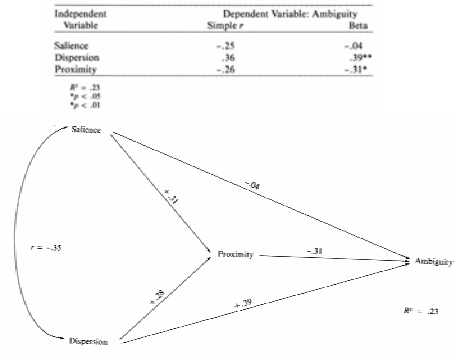 Independent Dependent Variable: Ambiguity
Variable Simple r Beta
Salience -.25 -.04
Dispersion .36 .39**
Proximity -.26 -.31*
R² = .23
*p < .05
*p < .01
Salience
-.04
+.31
r = -.35
Proximity -.31
Ambiguity
+.28
+.39
R² = .23
Dispersion